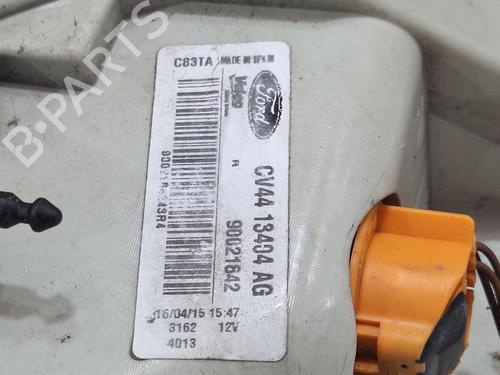 B-PARTS
C83TA MADE IN SPAIN
Valeo
Ford
R
CV44 13404 AG
90021642
16/04/15 15:47
3162 12V
4013